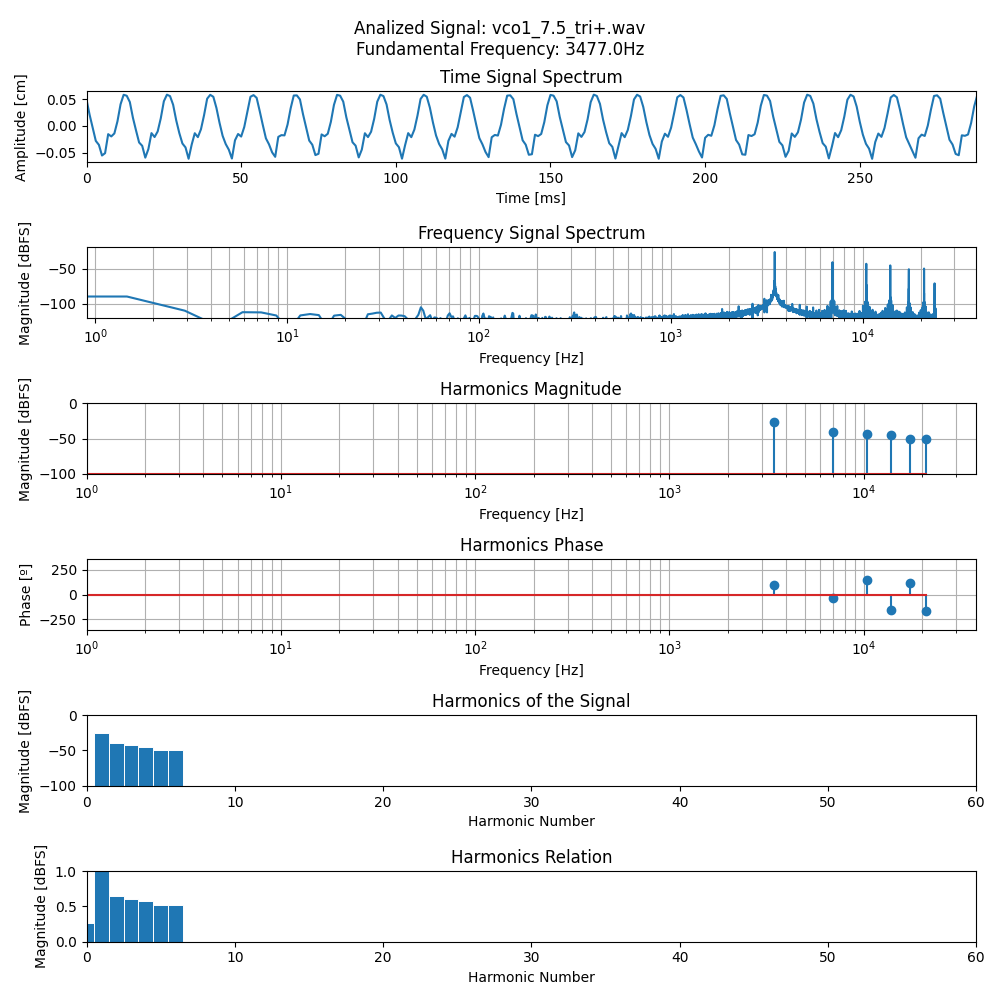 Analized Signal: vco1_7.5_tri+.wav
Fundamental Frequency: 3477.0Hz
Time Signal Spectrum
Amplitude [cm]
0.05
0.00
−0.05
0 50 100 150 200 250
Time [ms]
Frequency Signal Spectrum
Magnitude [dBFS]
−50
−100
10⁰ 10¹ 10² 10³ 10⁴
Frequency [Hz]
Harmonics Magnitude
Magnitude [dBFS]
0
−50
−100
10⁰ 10¹ 10² 10³ 10⁴
Frequency [Hz]
Harmonics Phase
Phase [º]
250
0
−250
10⁰ 10¹ 10² 10³ 10⁴
Frequency [Hz]
Harmonics of the Signal
Magnitude [dBFS]
0
−50
−100
0 10 20 30 40 50 60
Harmonic Number
Harmonics Relation
Magnitude [dBFS]
1.0
0.5
0.0
0 10 20 30 40 50 60
Harmonic Number